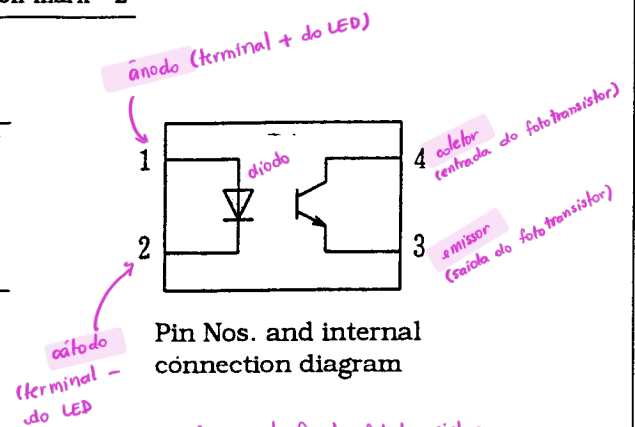 ânodo (terminal + do LED)
1
diodo
4
coletor
(entrada do fototransistor)
2
3
emissor
(saída do fototransistor)
Pin Nos. and internal
connection diagram
cátodo
(terminal -
do LED